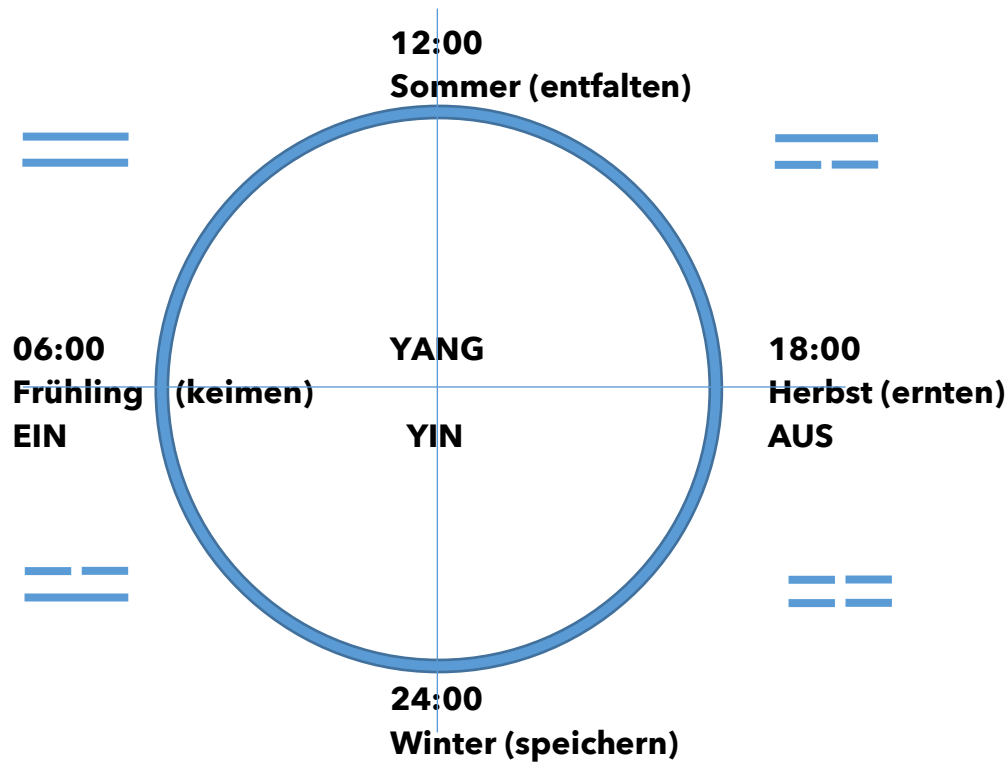 12:00
Sommer (entfalten)
06:00
Frühling (keimen)
EIN
YANG
YIN
18:00
Herbst (ernten)
AUS
24:00
Winter (speichern)